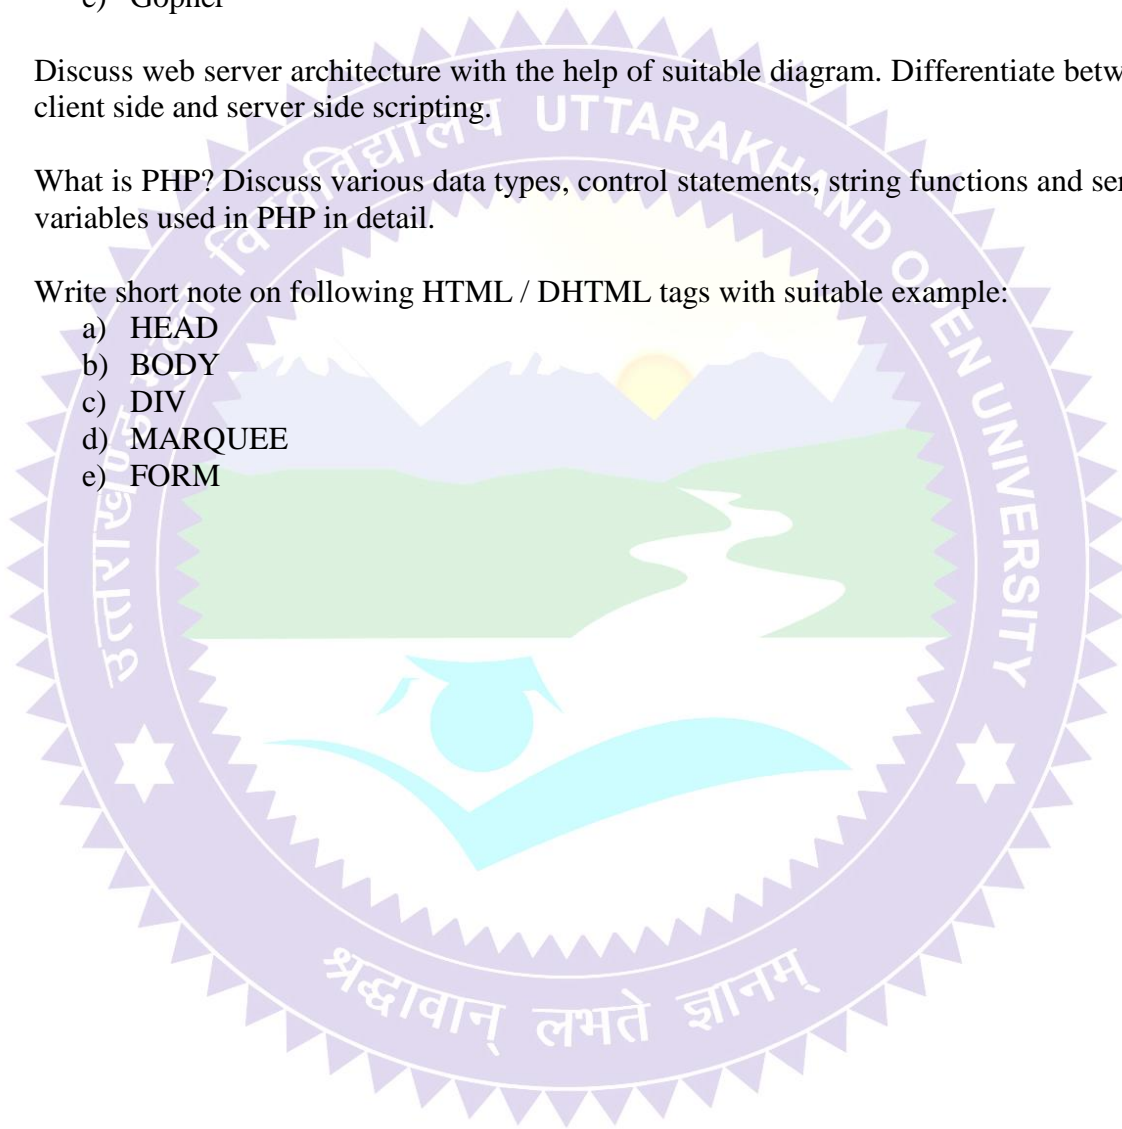 e) Gopher
Discuss web server architecture with the help of suitable diagram. Differentiate betw
client side and server side scripting.
What is PHP? Discuss various data types, control statements, string functions and ser
variables used in PHP in detail.
Write short note on following HTML / DHTML tags with suitable example:
a) HEAD
b) BODY
c) DIV
d) MARQUEE
e) FORM
उत्तराखण्ड मुक्त विश्वविद्यालय UTTARAKHAND OPEN UNIVERSITY
श्रद्धावान् लभते ज्ञानम्